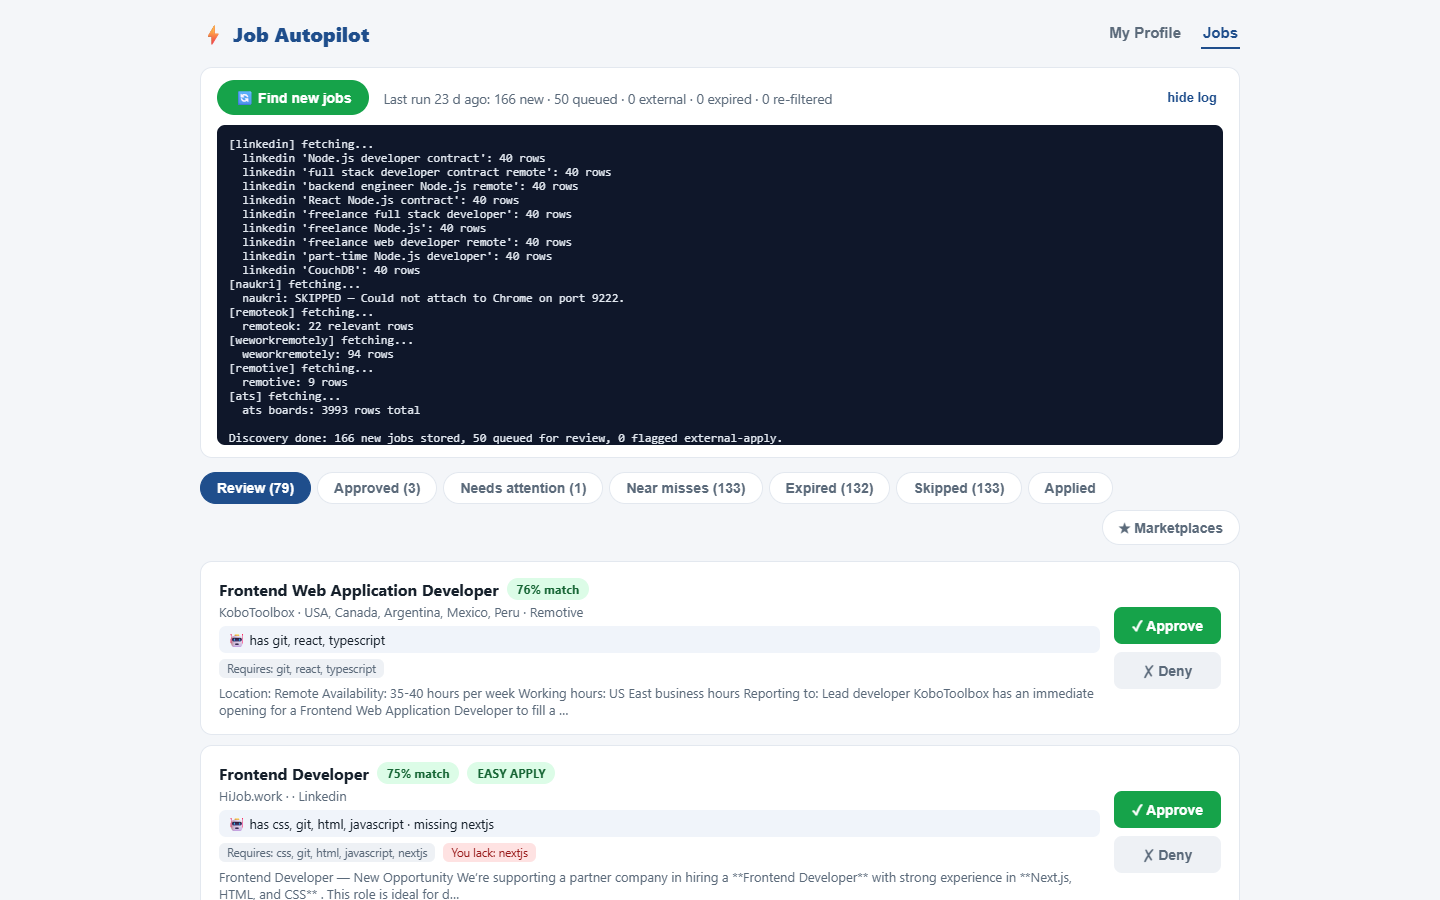 Job Autopilot
My Profile
Jobs
Find new jobs
Last run 23 d ago: 166 new · 50 queued · 0 external · 0 expired · 0 re-filtered
hide log
[linkedin] fetching...
linkedin 'Node.js developer contract': 40 rows
linkedin 'full stack developer contract remote': 40 rows
linkedin 'backend engineer Node.js remote': 40 rows
linkedin 'React Node.js contract': 40 rows
linkedin 'freelance full stack developer': 40 rows
linkedin 'freelance Node.js': 40 rows
linkedin 'freelance web developer remote': 40 rows
linkedin 'part-time Node.js developer': 40 rows
linkedin 'CouchDB': 40 rows
[naukri] fetching...
naukri: SKIPPED — Could not attach to Chrome on port 9222.
[remoteok] fetching...
remoteok: 22 relevant rows
[weworkremotely] fetching...
weworkremotely: 94 rows
[remotive] fetching...
remotive: 9 rows
[ats] fetching...
ats boards: 3993 rows total
Discovery done: 166 new jobs stored, 50 queued for review, 0 flagged external-apply.
Review (79)
Approved (3)
Needs attention (1)
Near misses (133)
Expired (132)
Skipped (133)
Applied
★ Marketplaces
Frontend Web Application Developer
76% match
KoboToolbox · USA, Canada, Argentina, Mexico, Peru · Remotive
has git, react, typescript
Requires: git, react, typescript
Location: Remote Availability: 35-40 hours per week Working hours: US East business hours Reporting to: Lead developer KoboToolbox has an immediate
opening for a Frontend Web Application Developer to fill a ...
✓ Approve
✗ Deny
Frontend Developer
75% match
EASY APPLY
HiJob.work · · Linkedin
has css, git, html, javascript · missing nextjs
Requires: css, git, html, javascript, nextjs
You lack: nextjs
Frontend Developer — New Opportunity We're supporting a partner company in hiring a **Frontend Developer** with strong experience in **Next.js,
HTML, and CSS** . This role is ideal for d...
✓ Approve
✗ Deny